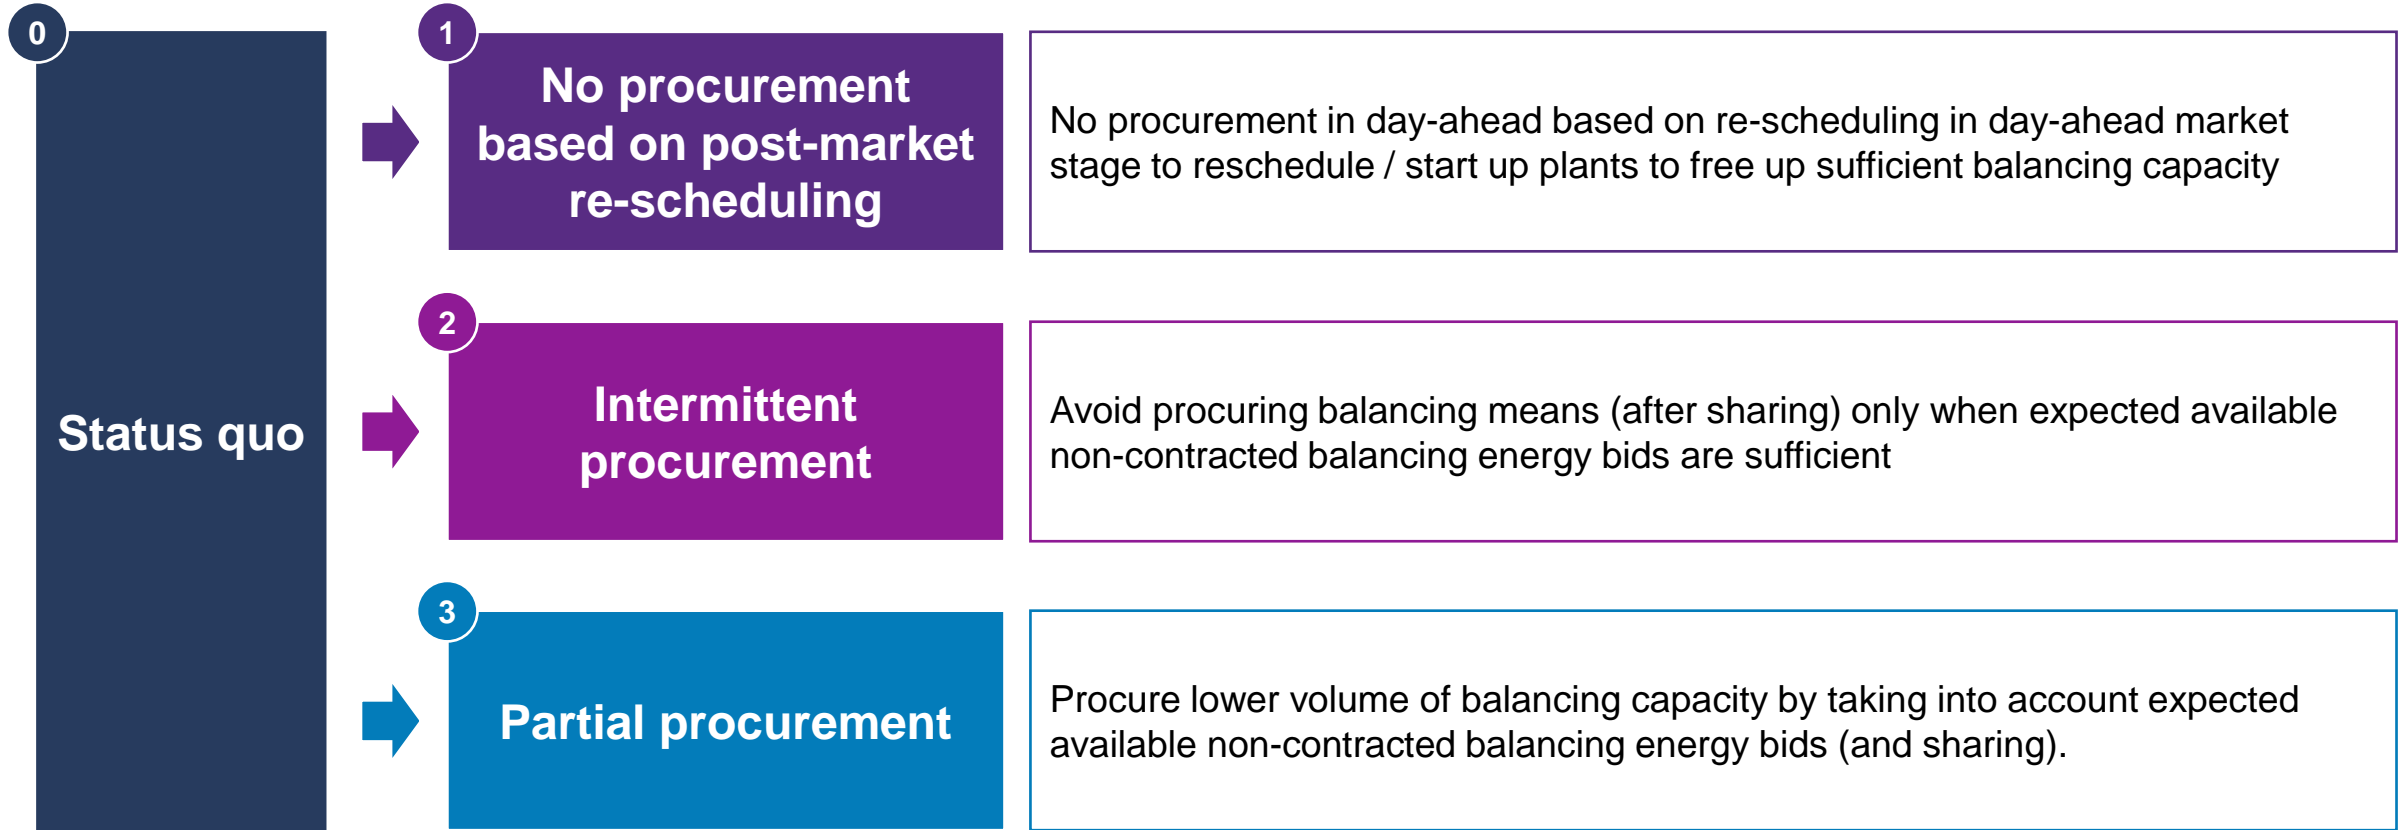 0
Status quo
1
No procurement
based on post-market
re-scheduling
No procurement in day-ahead based on re-scheduling in day-ahead market
stage to reschedule / start up plants to free up sufficient balancing capacity
2
Intermittent
procurement
Avoid procuring balancing means (after sharing) only when expected available
non-contracted balancing energy bids are sufficient
3
Partial procurement
Procure lower volume of balancing capacity by taking into account expected
available non-contracted balancing energy bids (and sharing).